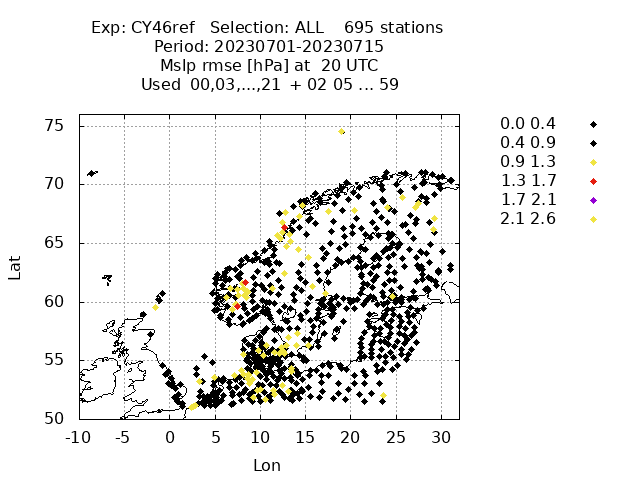 Exp: CY46ref   Selection: ALL    695 stations
Period: 20230701-20230715
Mslp rmse [hPa] at  20 UTC
Used  00,03,...,21  + 02 05 ... 59
0.0 0.4
0.4 0.9
0.9 1.3
1.3 1.7
1.7 2.1
2.1 2.6
75
70
65
60
55
50
Lat
-10 -5 0 5 10 15 20 25 30
Lon